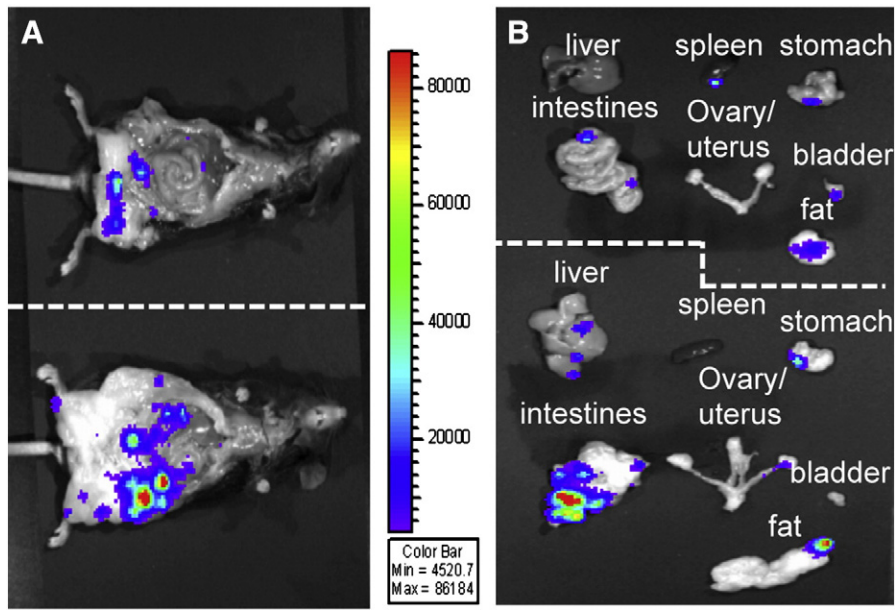 A
80000
60000
40000
20000
Color Bar
Min = 4520.7
Max = 86184
B
liver
spleen
stomach
intestines
Ovary/
uterus
bladder
fat
liver
spleen
stomach
Ovary/
uterus
intestines
bladder
fat